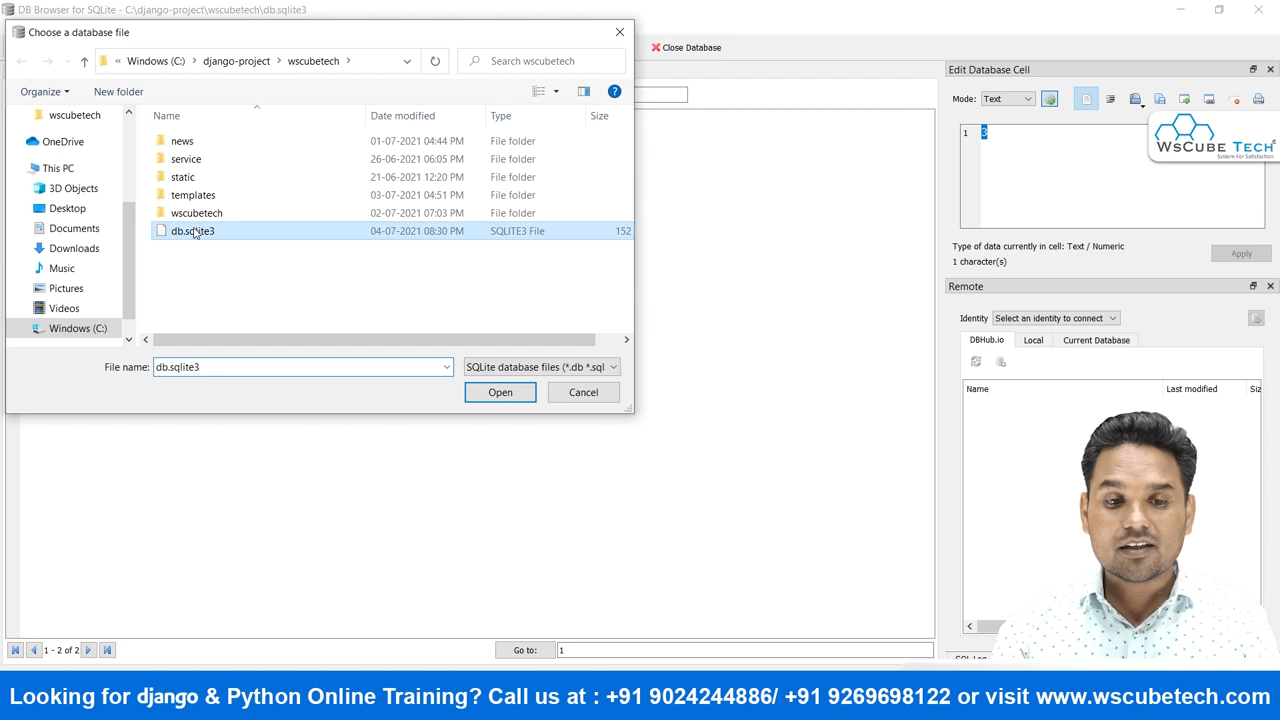 DB Browser for SQLite - C:\django-project\wscubetech\db.sqlite3
Choose a database file
« Windows (C:) > django-project > wscubetech >
Search wscubetech
Close Database
Organize
New folder
wscubetech
OneDrive
This PC
3D Objects
Desktop
Documents
Downloads
Music
Pictures
Videos
Windows (C:)
Name Date modified Type Size
news 01-07-2021 04:44 PM File folder
service 26-06-2021 06:05 PM File folder
static 21-06-2021 12:20 PM File folder
templates 03-07-2021 04:51 PM File folder
wscubetech 02-07-2021 07:03 PM File folder
db.sqlite3 04-07-2021 08:30 PM SQLITE3 File 152
File name: db.sqlite3
SQLite database files (*.db *.sql
Open
Cancel
Edit Database Cell
Mode: Text
1 3
WsCube Tech
System For Satisfaction
Type of data currently in cell: Text / Numeric
1 character(s)
Apply
Remote
Identity Select an identity to connect
DBHub.io Local Current Database
Name Last modified Siz
1 - 2 of 2
Go to: 1
Looking for django & Python Online Training? Call us at : +91 9024244886/ +91 9269698122 or visit www.wscubetech.com